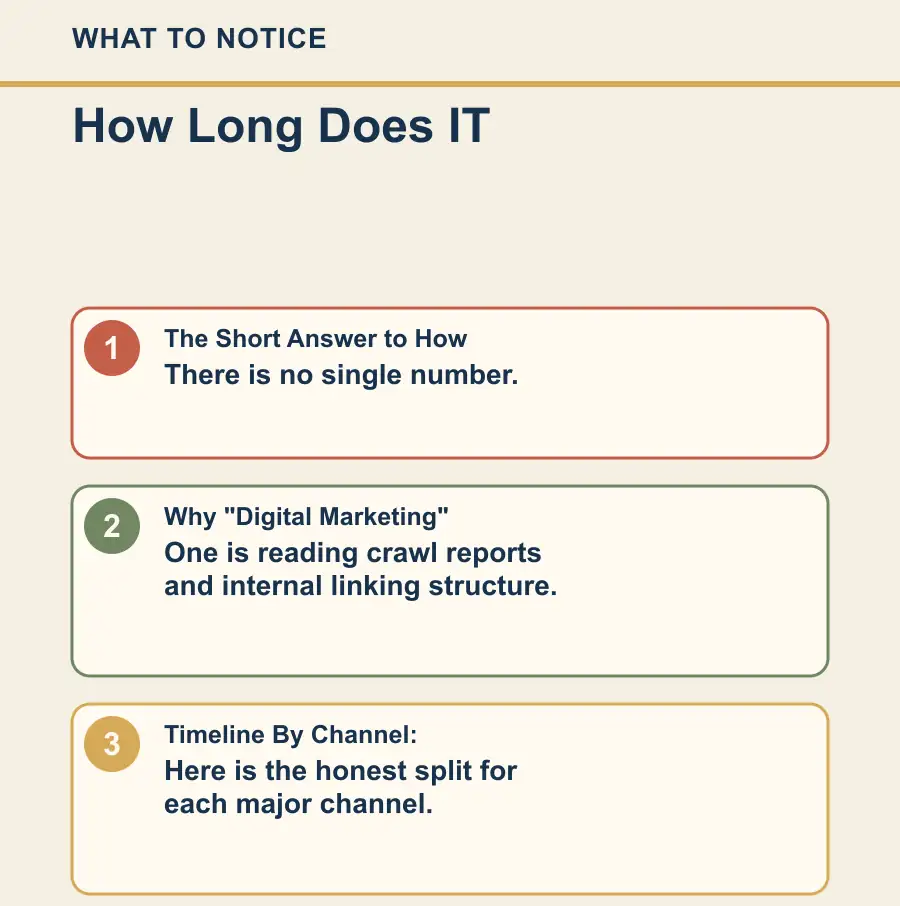 WHAT TO NOTICE
How Long Does IT
1
The Short Answer to How
There is no single number.
2
Why "Digital Marketing"
One is reading crawl reports
and internal linking structure.
3
Timeline By Channel:
Here is the honest split for
each major channel.